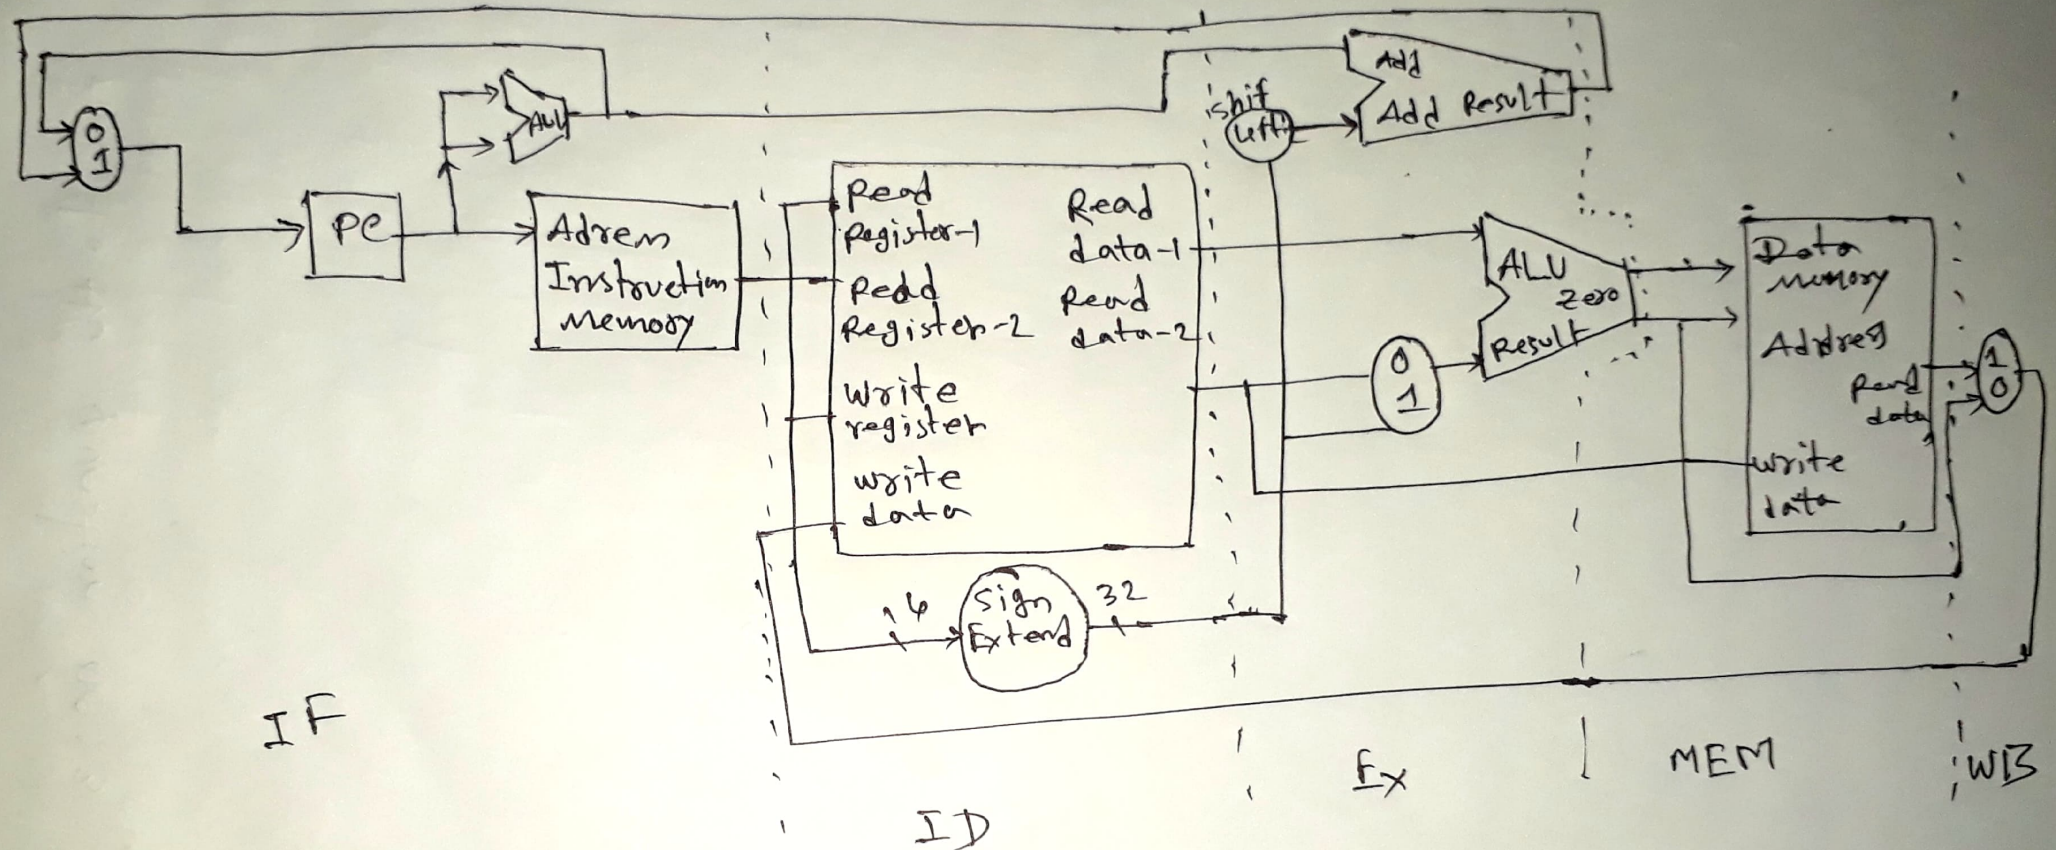 0
1
PC
ALU
Adrem
Instruction
Memory
Read
Register-1
Redd
Register-2
Write
register
write
data
Read
data-1
Read
data-2
Sign
Extend
32
shif
left
Add
Add Result
0
1
ALU
Zero
Result
Data
Memory
Address
Read
data
write
data
1
0
IF
ID
Ex
MEM
WB